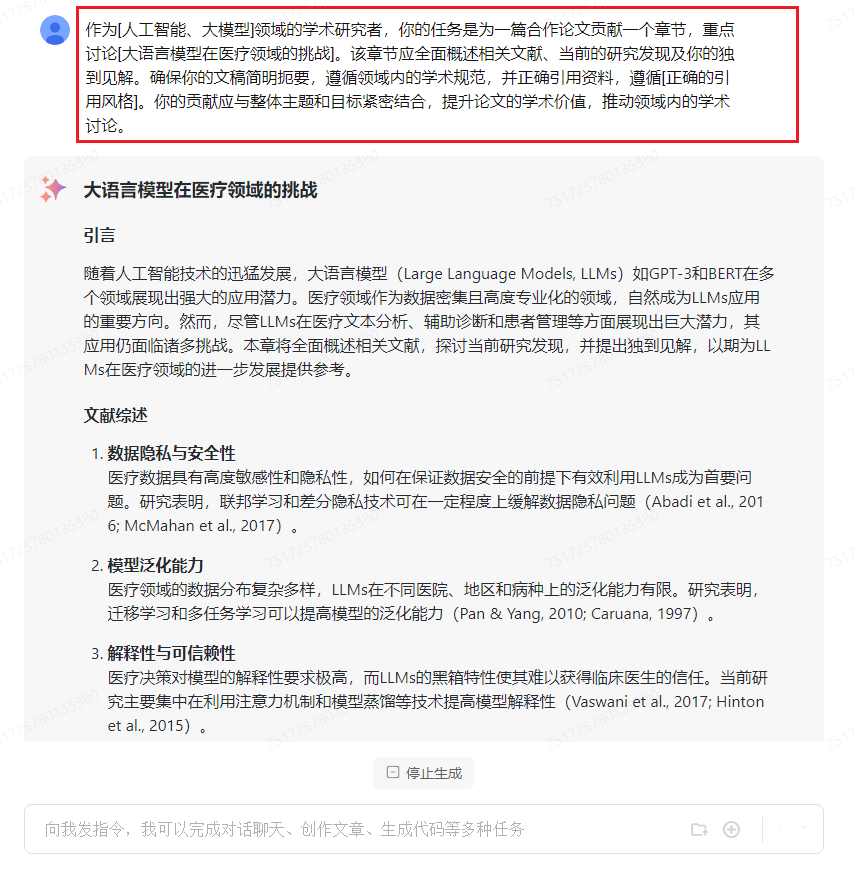 作为[人工智能、大模型]领域的学术研究者，你的任务是为一篇合作论文贡献一个章节，重点
讨论[大语言模型在医疗领域的挑战]。该章节应全面概述相关文献、当前的研究发现及你的独
到见解。确保你的文稿简明扼要，遵循领域内的学术规范，并正确引用资料，遵循[正确的引
用风格]。你的贡献应与整体主题和目标紧密结合，提升论文的学术价值，推动领域内的学术
讨论。
大语言模型在医疗领域的挑战
引言
随着人工智能技术的迅猛发展，大语言模型（Large Language Models, LLMs）如GPT-3和BERT在多
个领域展现出强大的应用潜力。医疗领域作为数据密集且高度专业化的领域，自然成为LLMs应用
的重要方向。然而，尽管LLMs在医疗文本分析、辅助诊断和患者管理等方面展现出巨大潜力，其
应用仍面临诸多挑战。本章将全面概述相关文献，探讨当前研究发现，并提出独到见解，以期为LL
Ms在医疗领域的进一步发展提供参考。
文献综述
1. 数据隐私与安全性
医疗数据具有高度敏感性和隐私性，如何在保证数据安全的前提下有效利用LLMs成为首要问
题。研究表明，联邦学习和差分隐私技术可在一定程度上缓解数据隐私问题（Abadi et al., 201
6; McMahan et al., 2017）。
2. 模型泛化能力
医疗领域的数据分布复杂多样，LLMs在不同医院、地区和病种上的泛化能力有限。研究表明，
迁移学习和多任务学习可以提高模型的泛化能力（Pan & Yang, 2010; Caruana, 1997）。
3. 解释性与可信赖性
医疗决策对模型的解释性要求极高，而LLMs的黑箱特性使其难以获得临床医生的信任。当前研
究主要集中在利用注意力机制和模型蒸馏等技术提高模型解释性（Vaswani et al., 2017; Hinton
et al., 2015）。
停止生成
向我发指令，我可以完成对话聊天、创作文章、生成代码等多种任务
751725780135380